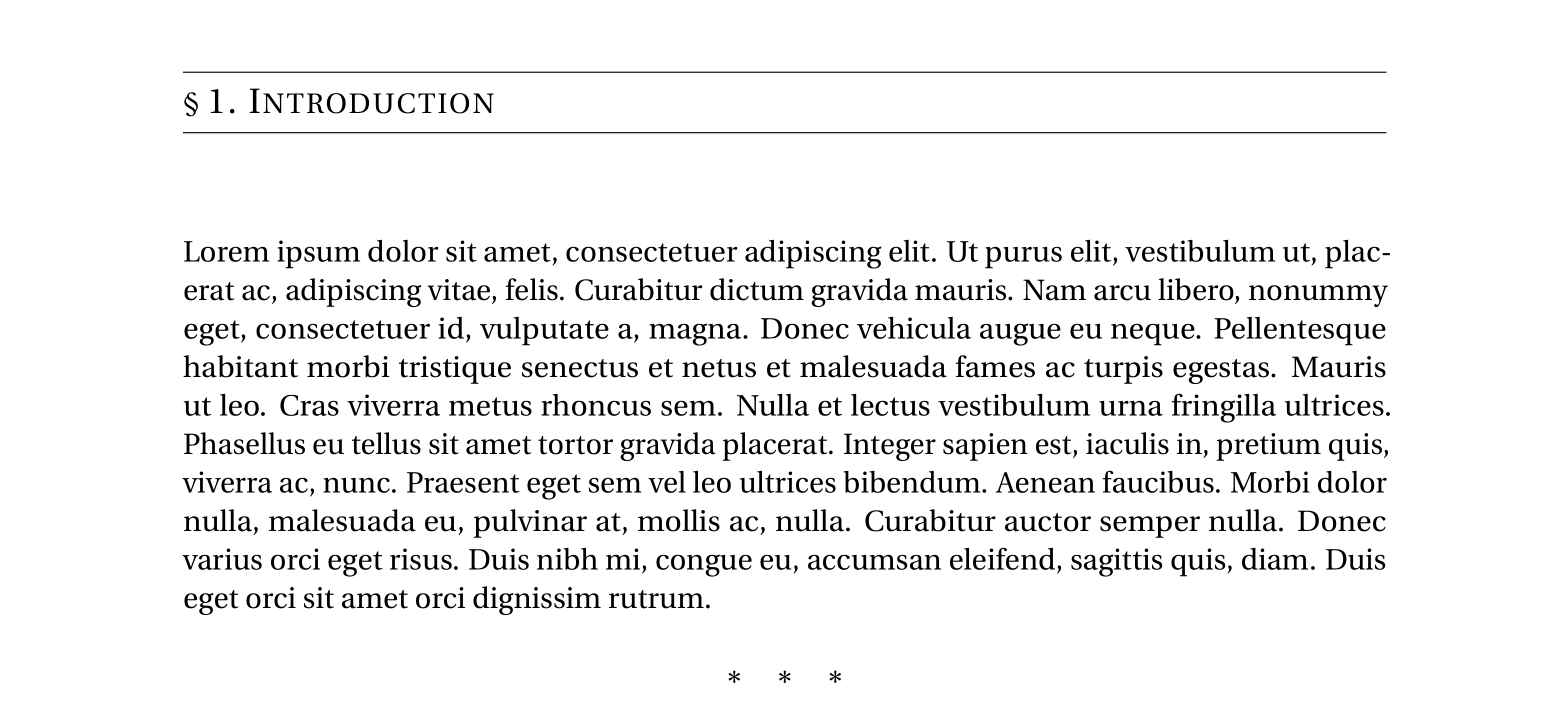 § 1. INTRODUCTION
Lorem ipsum dolor sit amet, consectetuer adipiscing elit. Ut purus elit, vestibulum ut, plac-
erat ac, adipiscing vitae, felis. Curabitur dictum gravida mauris. Nam arcu libero, nonummy
eget, consectetuer id, vulputate a, magna. Donec vehicula augue eu neque. Pellentesque
habitant morbi tristique senectus et netus et malesuada fames ac turpis egestas. Mauris
ut leo. Cras viverra metus rhoncus sem. Nulla et lectus vestibulum urna fringilla ultrices.
Phasellus eu tellus sit amet tortor gravida placerat. Integer sapien est, iaculis in, pretium quis,
viverra ac, nunc. Praesent eget sem vel leo ultrices bibendum. Aenean faucibus. Morbi dolor
nulla, malesuada eu, pulvinar at, mollis ac, nulla. Curabitur auctor semper nulla. Donec
varius orci eget risus. Duis nibh mi, congue eu, accumsan eleifend, sagittis quis, diam. Duis
eget orci sit amet orci dignissim rutrum.
* * *